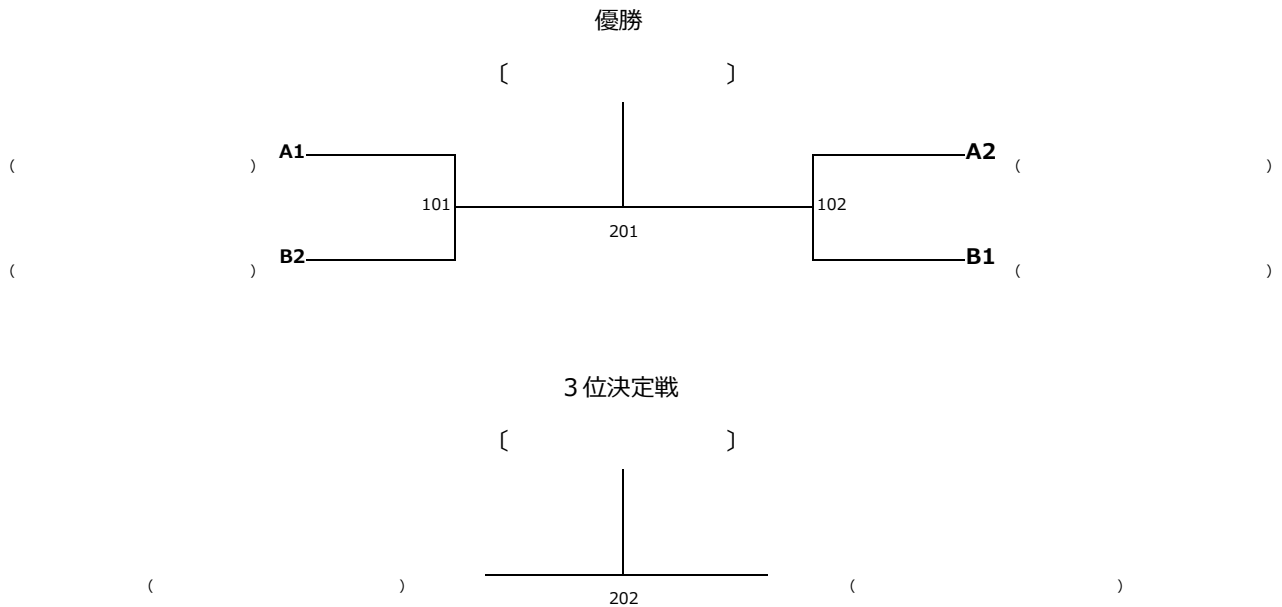 優勝
〔　　　　　　　〕
A1
A2
（　　　　　　　）
（　　　　　　　）
101
102
201
B2
B1
（　　　　　　　）
（　　　　　　　）
３位決定戦
〔　　　　　　　〕
（　　　　　　　）
（　　　　　　　）
202